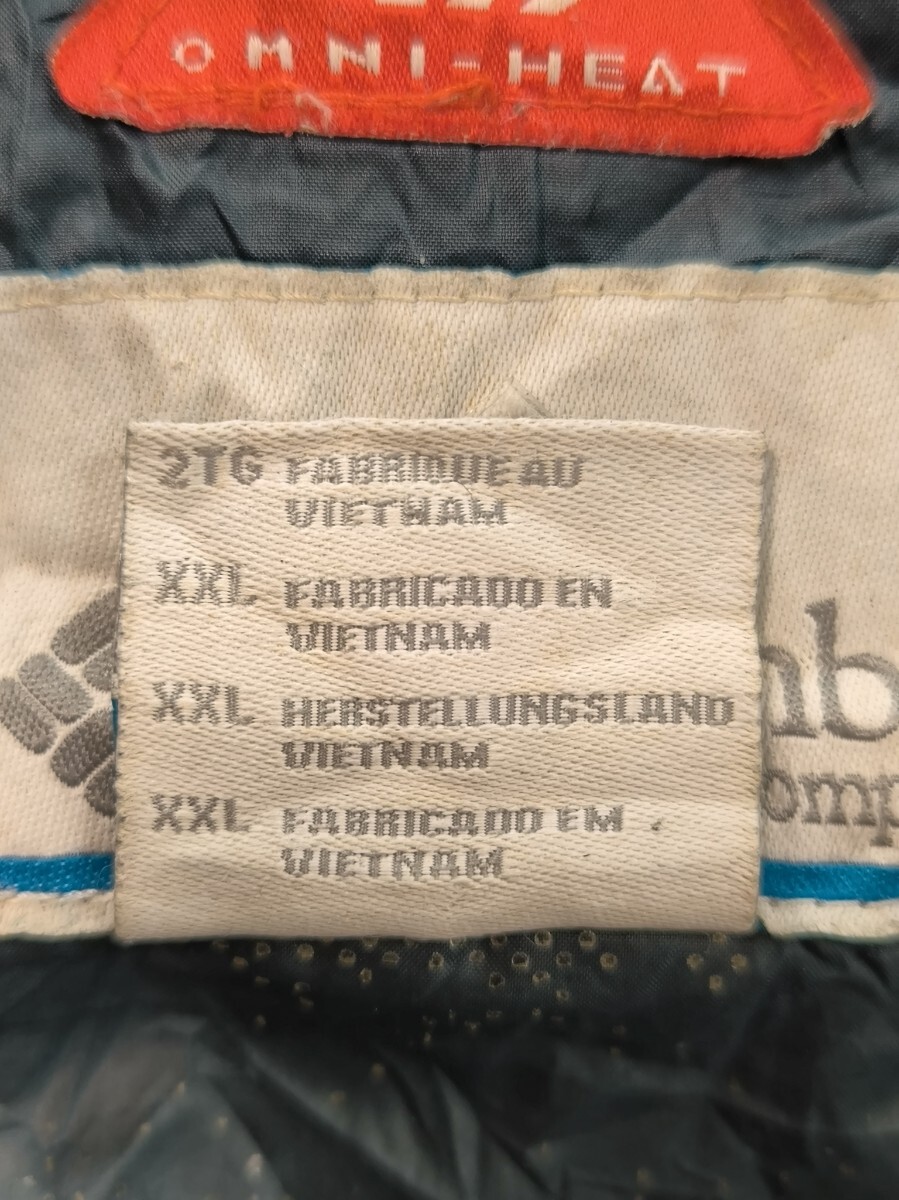 OMNI-HEAT
2TG FABRIQUE AU
VIETNAM
XXL FABRICADO EN
VIETNAM
XXL HERSTELLUNGSLAND
VIETNAM
XXL FABRICADO EM
VIETNAM